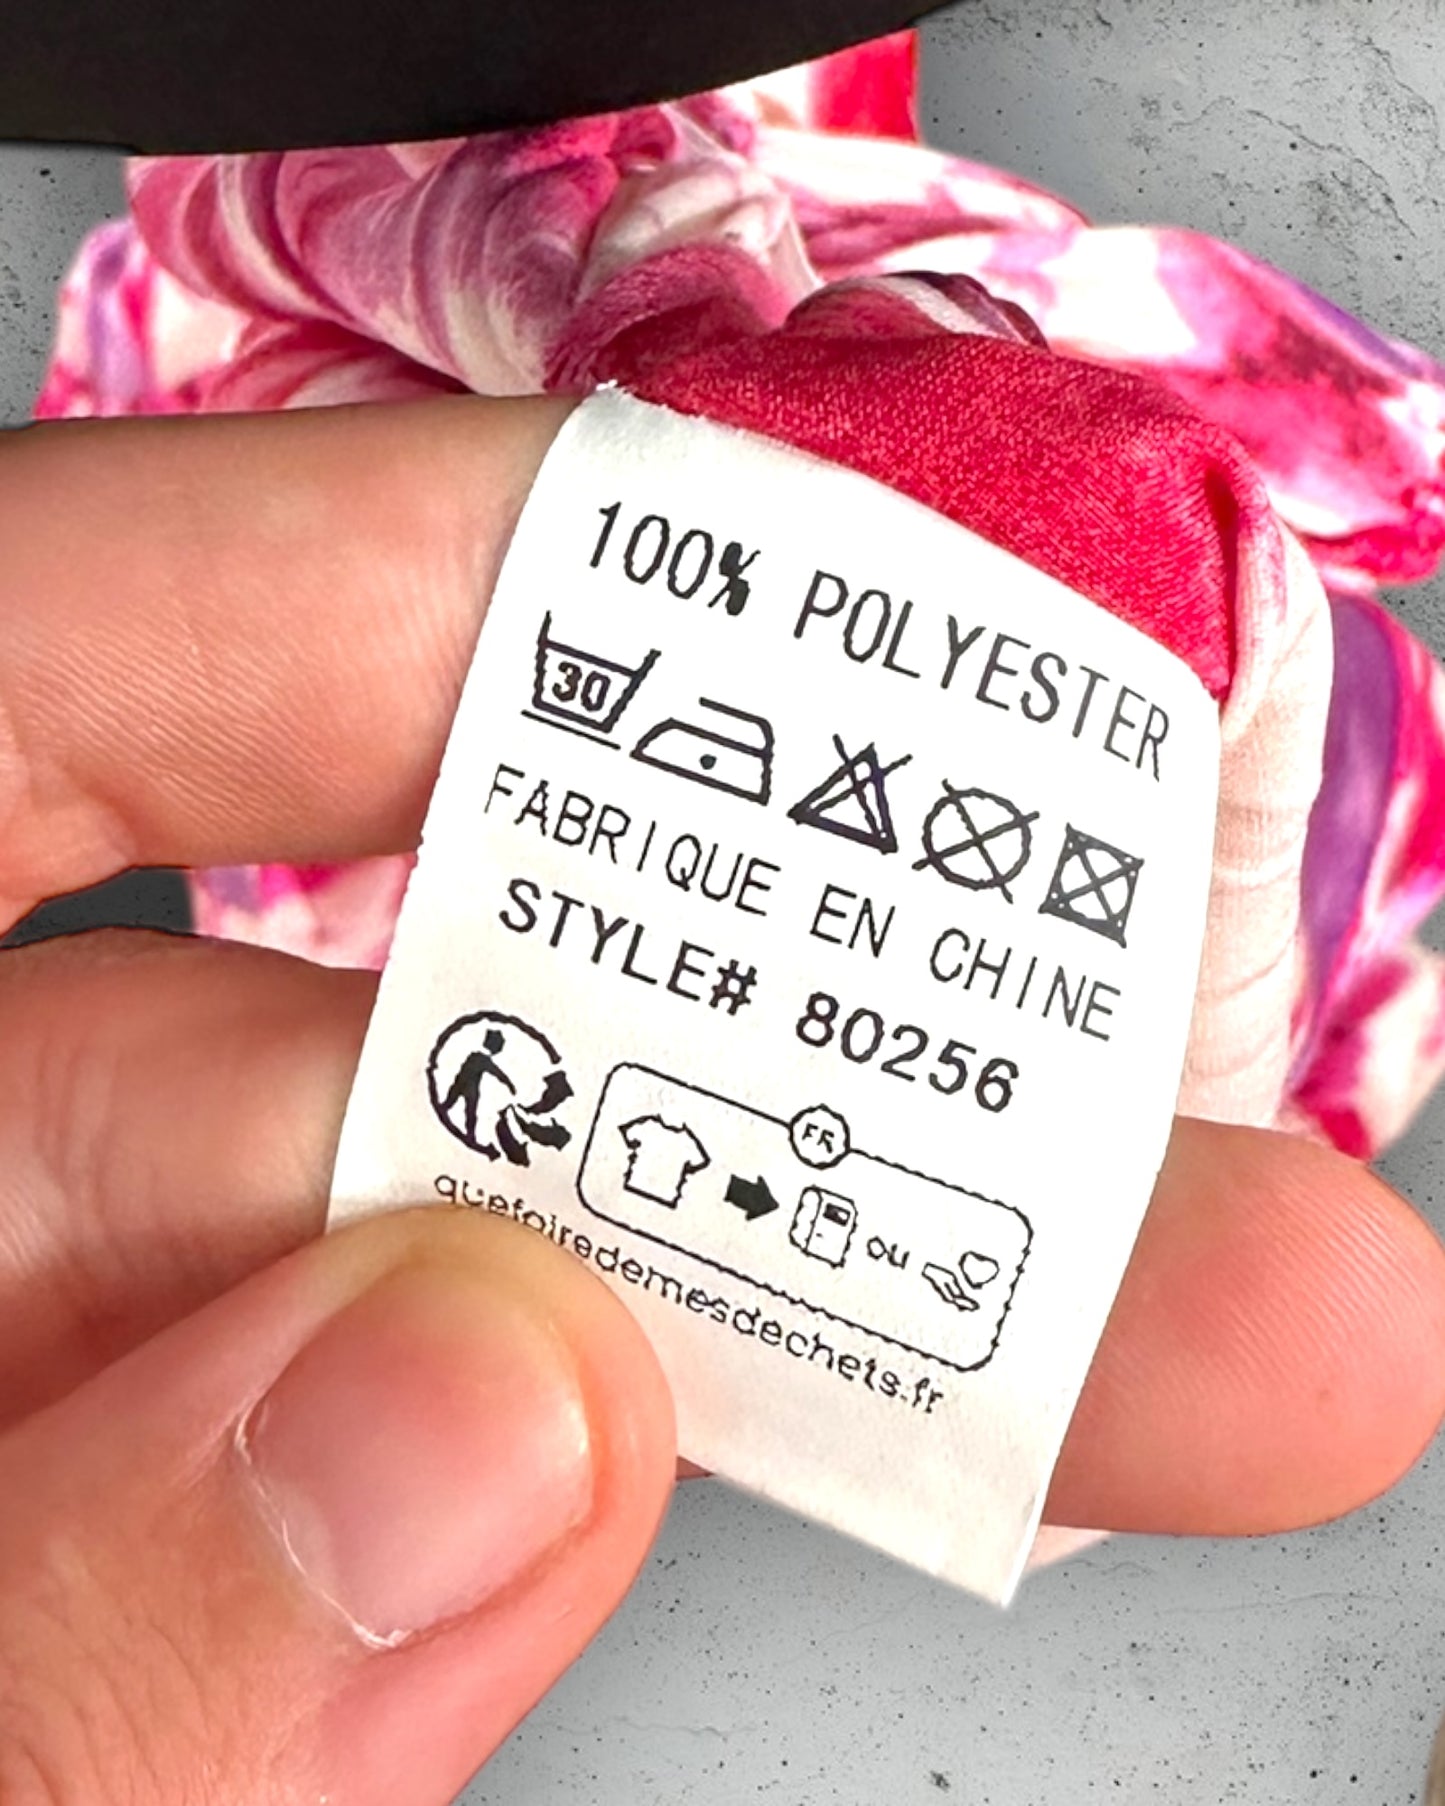 100% POLYESTER
30
FABRIQUE EN CHINE
STYLE# 80256
FR
ou
quefairedemesdechets.fr